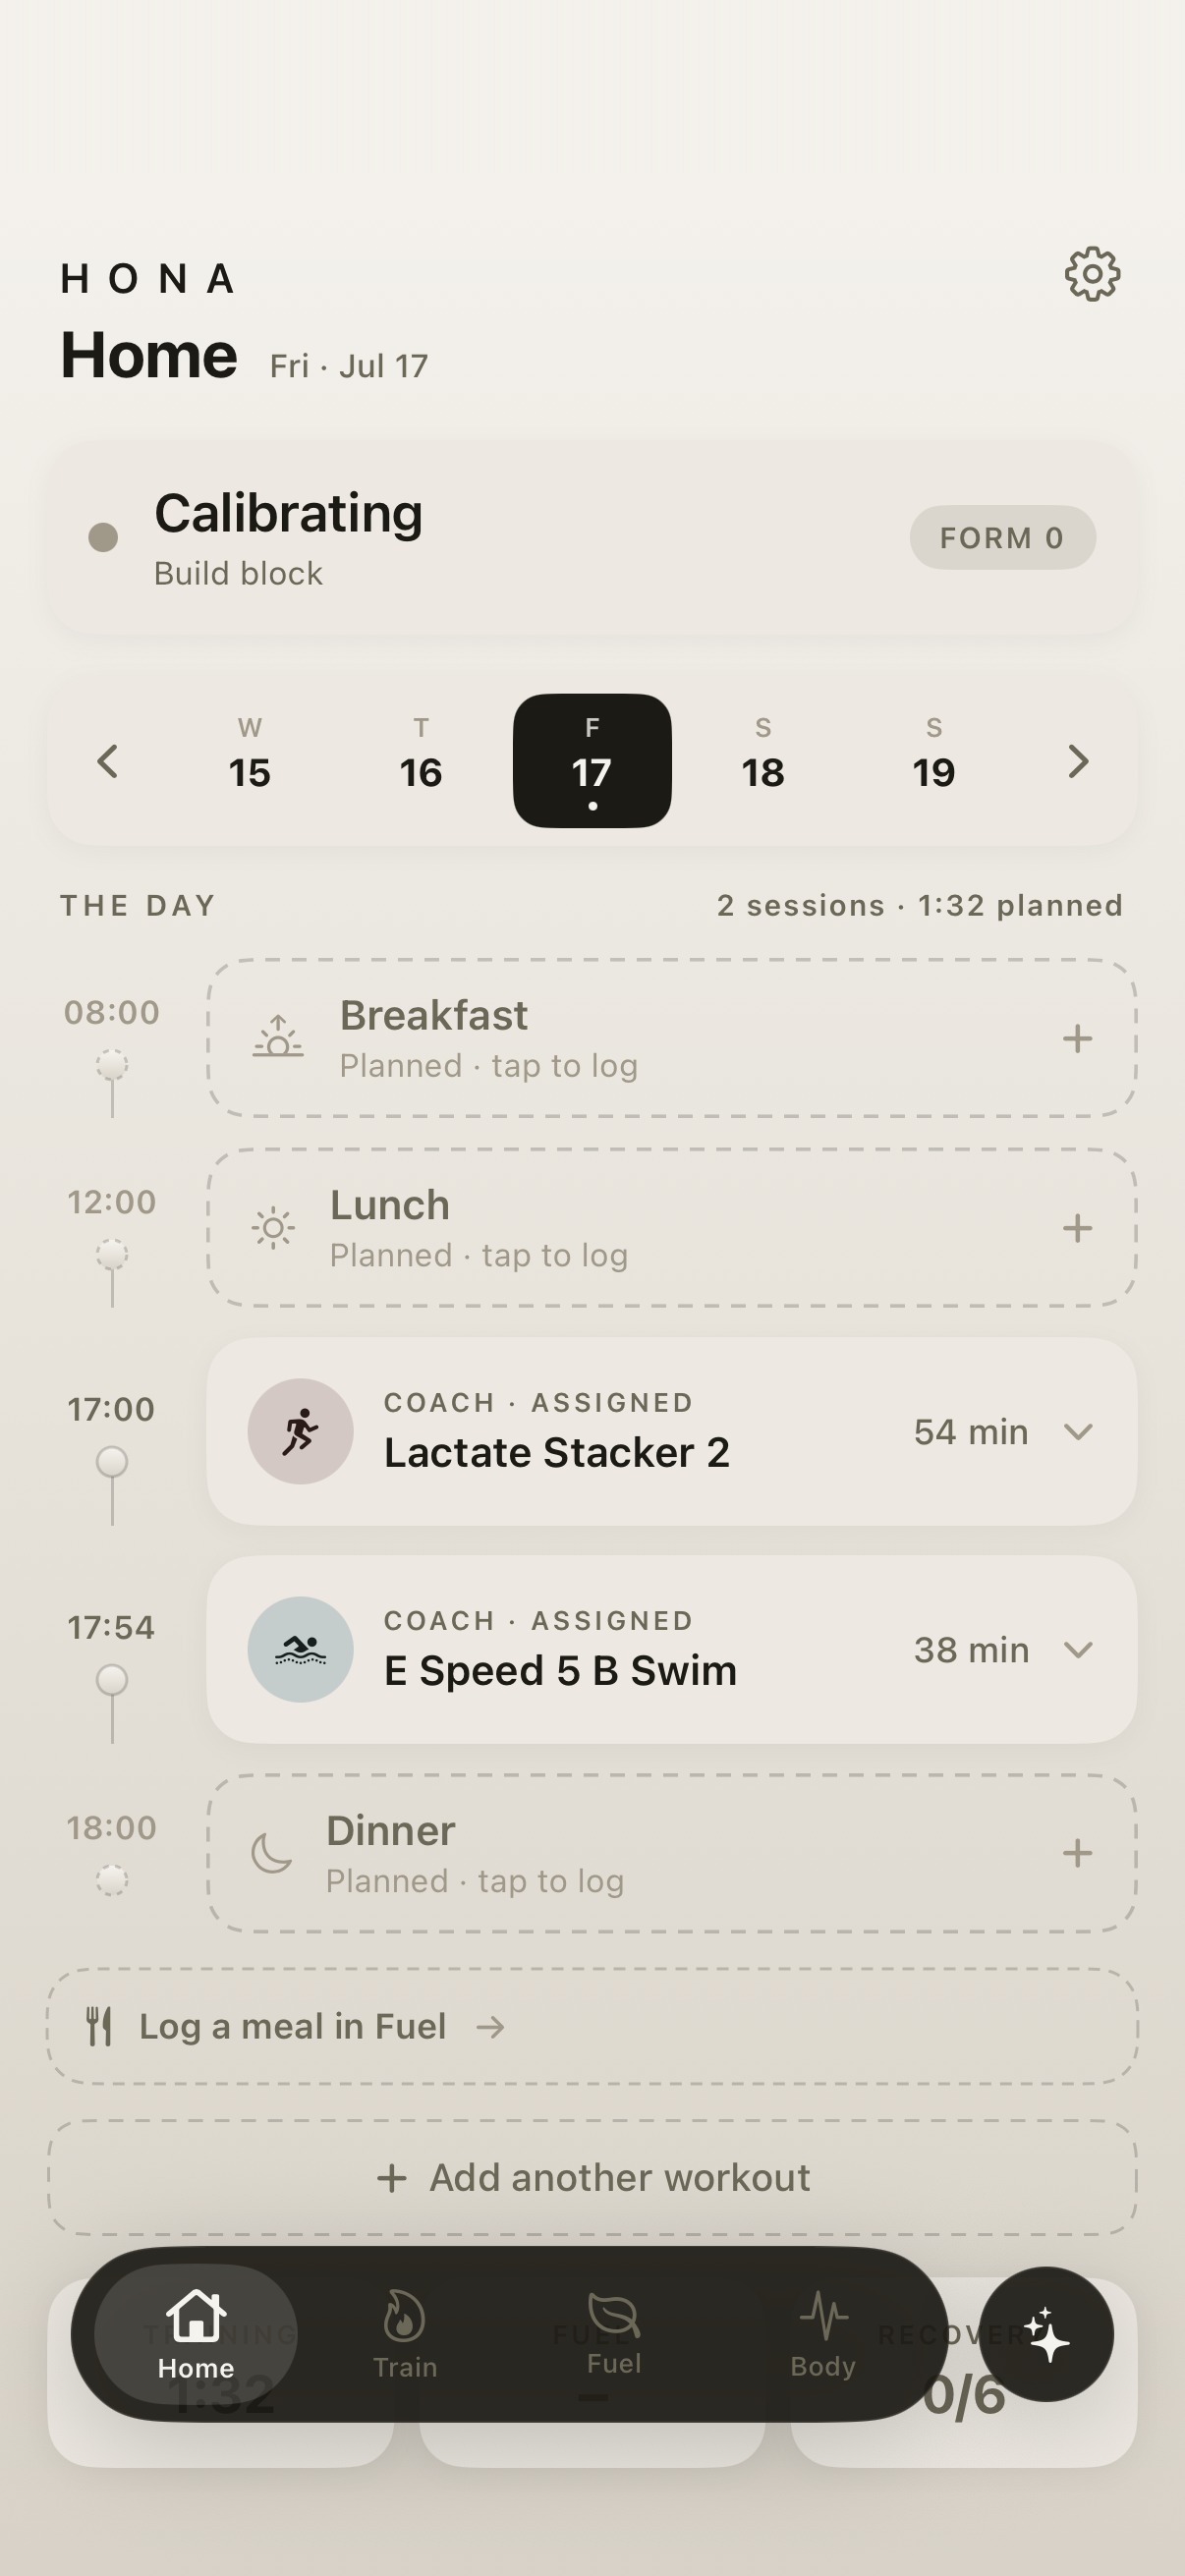 HONA
Home Fri · Jul 17
Calibrating
Build block
FORM 0
W T F S S
15 16 17 18 19
THE DAY 2 sessions · 1:32 planned
08:00
Breakfast
Planned · tap to log
12:00
Lunch
Planned · tap to log
17:00
COACH · ASSIGNED
Lactate Stacker 2
54 min
17:54
COACH · ASSIGNED
E Speed 5 B Swim
38 min
18:00
Dinner
Planned · tap to log
Log a meal in Fuel
Add another workout
FUEL
Home Train Fuel Body
1:32 – 0/6